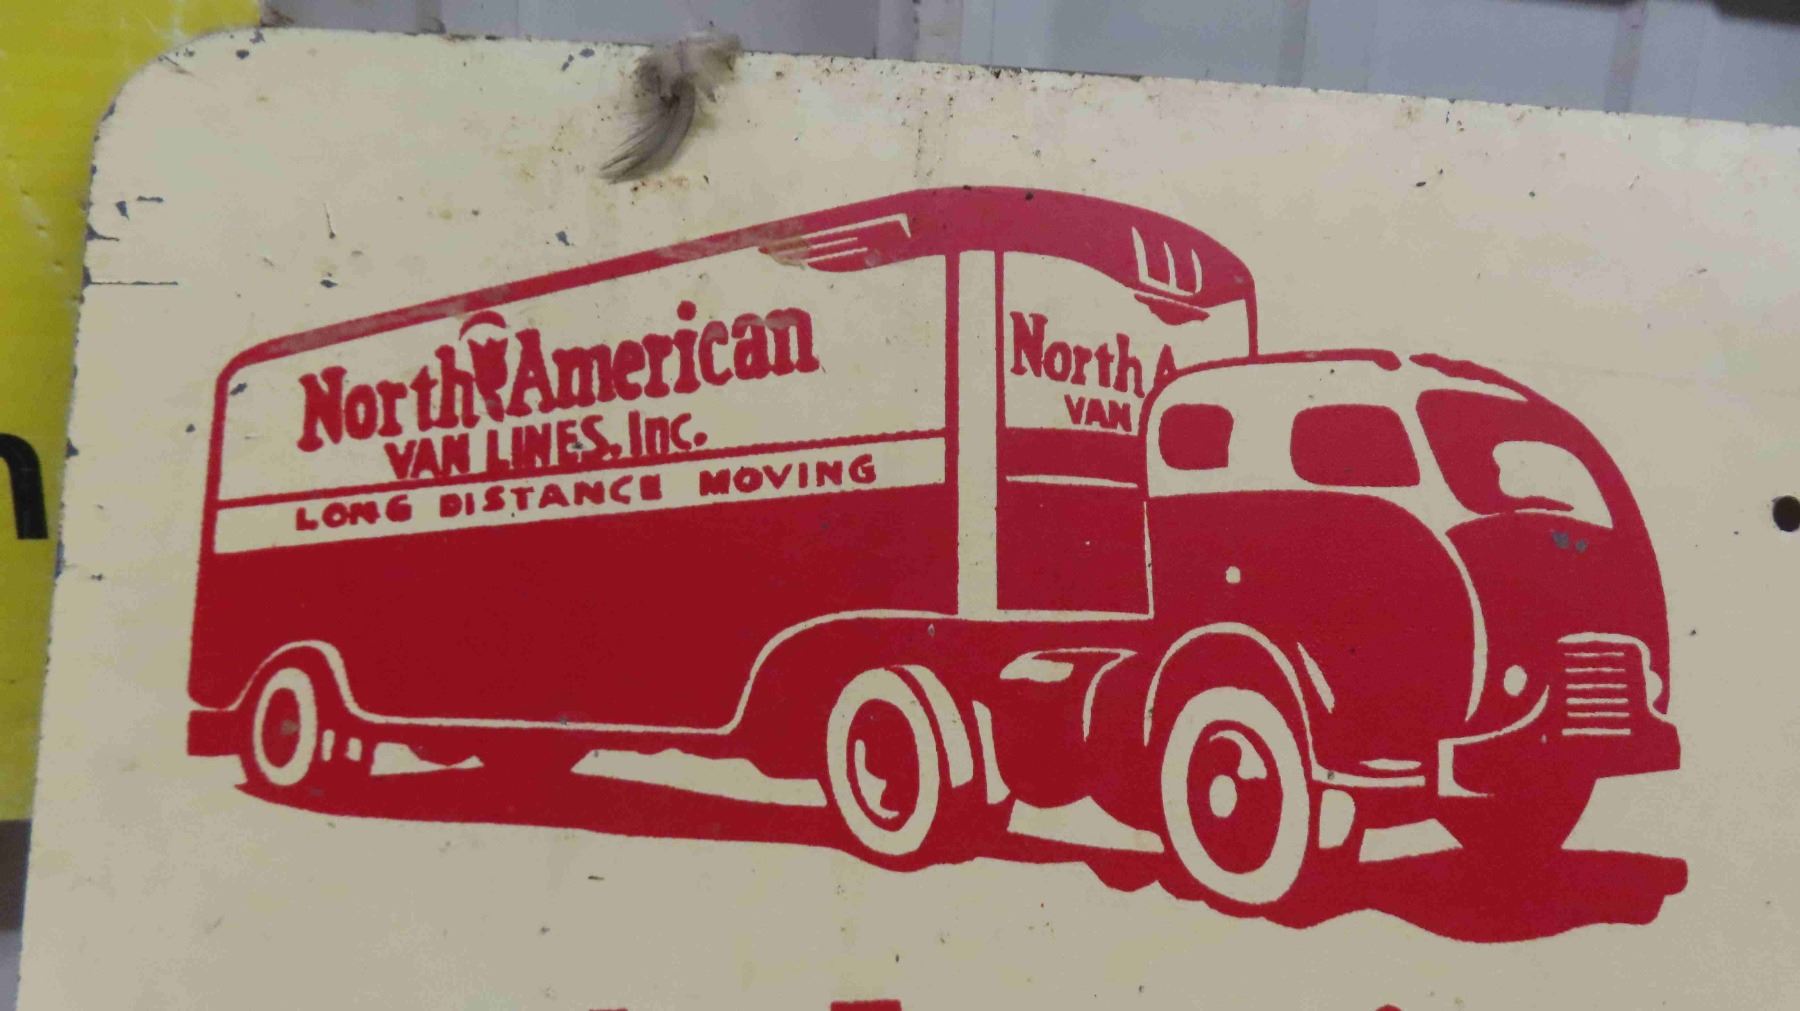 North American
VAN LINES, Inc.
LONG DISTANCE MOVING
North A
VAN
n